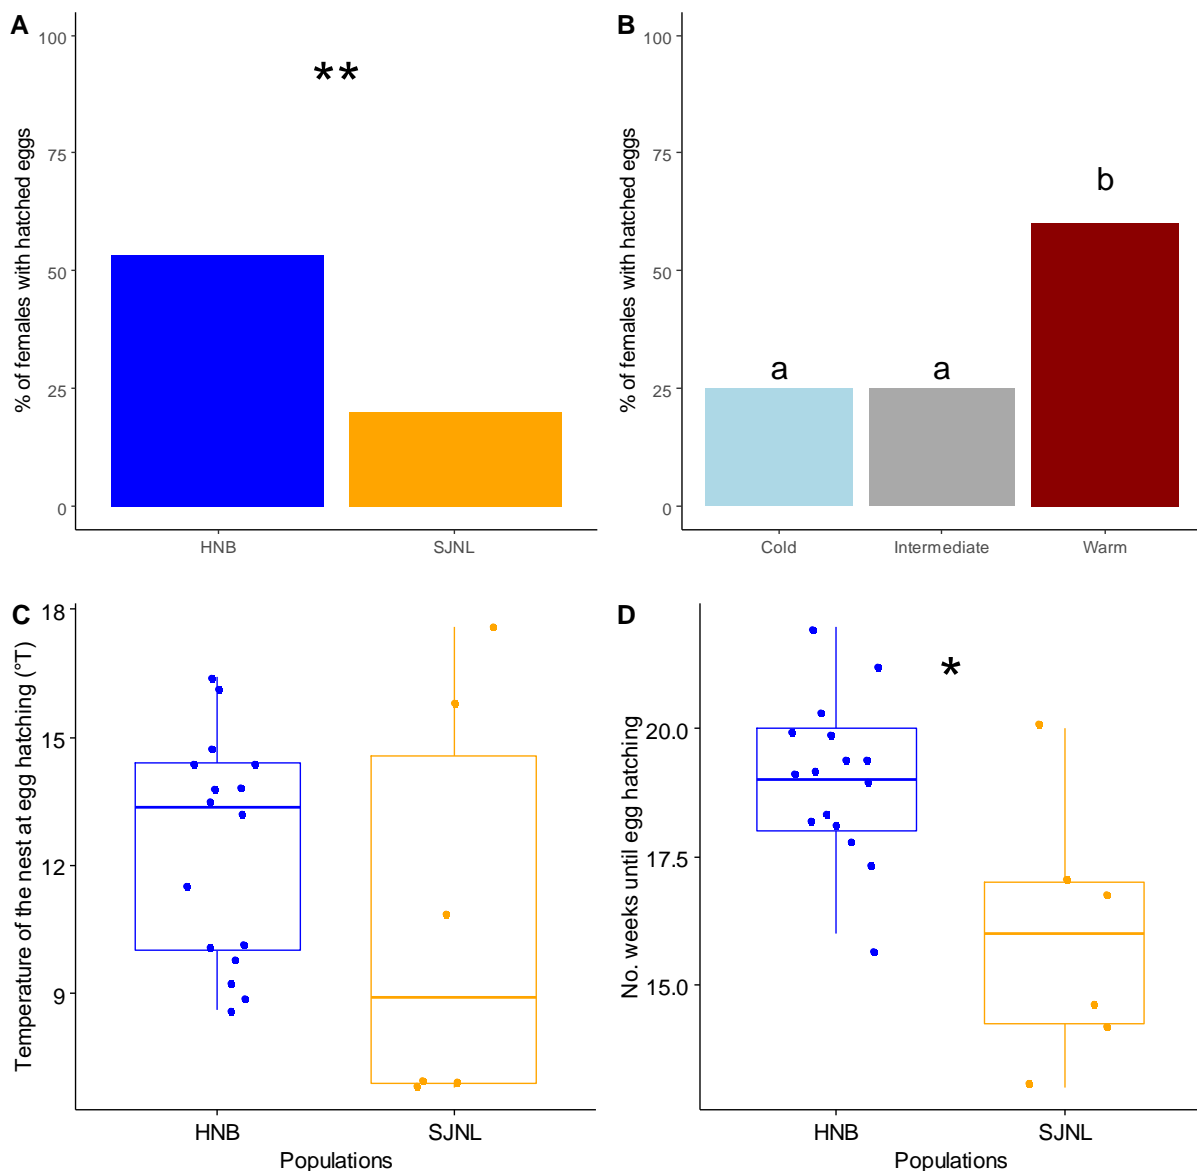 A
% of females with hatched eggs
100
75
50
25
0
**
HNB
SJNL
B
% of females with hatched eggs
100
75
50
25
0
a
a
b
Cold
Intermediate
Warm
C
Temperature of the nest at egg hatching (°T)
18
15
12
9
HNB
SJNL
Populations
D
No. weeks until egg hatching
20.0
17.5
15.0
*
HNB
SJNL
Populations